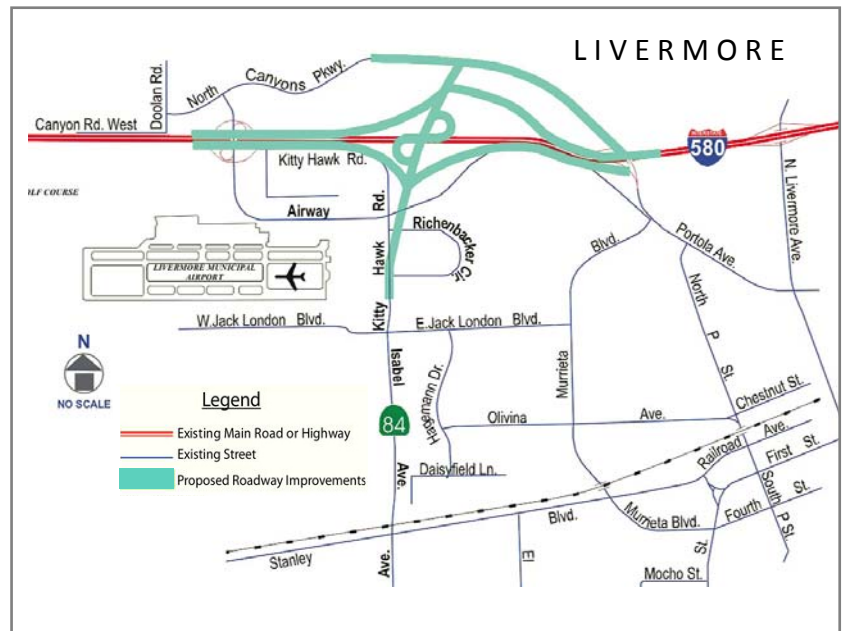 LIVERMORE
North Canyons Pkwy.
Doolan Rd.
Canyon Rd. West
Kitty Hawk Rd.
INTERSTATE
580
N. Livermore Ave.
OLF COURSE
Airway
Rd.
Richenbacker Cir.
Hawk
Kitty
LIVERMORE MUNICIPAL
AIRPORT
Blvd.
Portola Ave.
North P St.
W.Jack London Blvd.
E.Jack London Blvd.
N
NO SCALE
Isabel
Hagemann Dr.
Murrieta
Chestnut St.
Legend
Existing Main Road or Highway
Existing Street
Proposed Roadway Improvements
84
Olivina Ave.
Railroad Ave.
First St.
Ave.
Daisyfield Ln.
South P St.
Fourth St.
Murrieta Blvd.
Stanley Blvd.
Ave.
El
St.
Mocho St.